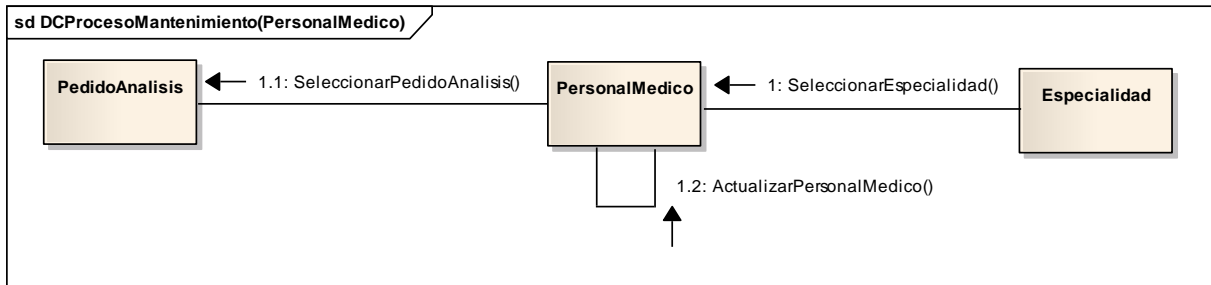 sd DCProcesoMantenimiento(PersonalMedico)
PedidoAnalisis
1.1: SeleccionarPedidoAnalisis()
PersonalMedico
1: SeleccionarEspecialidad()
Especialidad
1.2: ActualizarPersonalMedico()